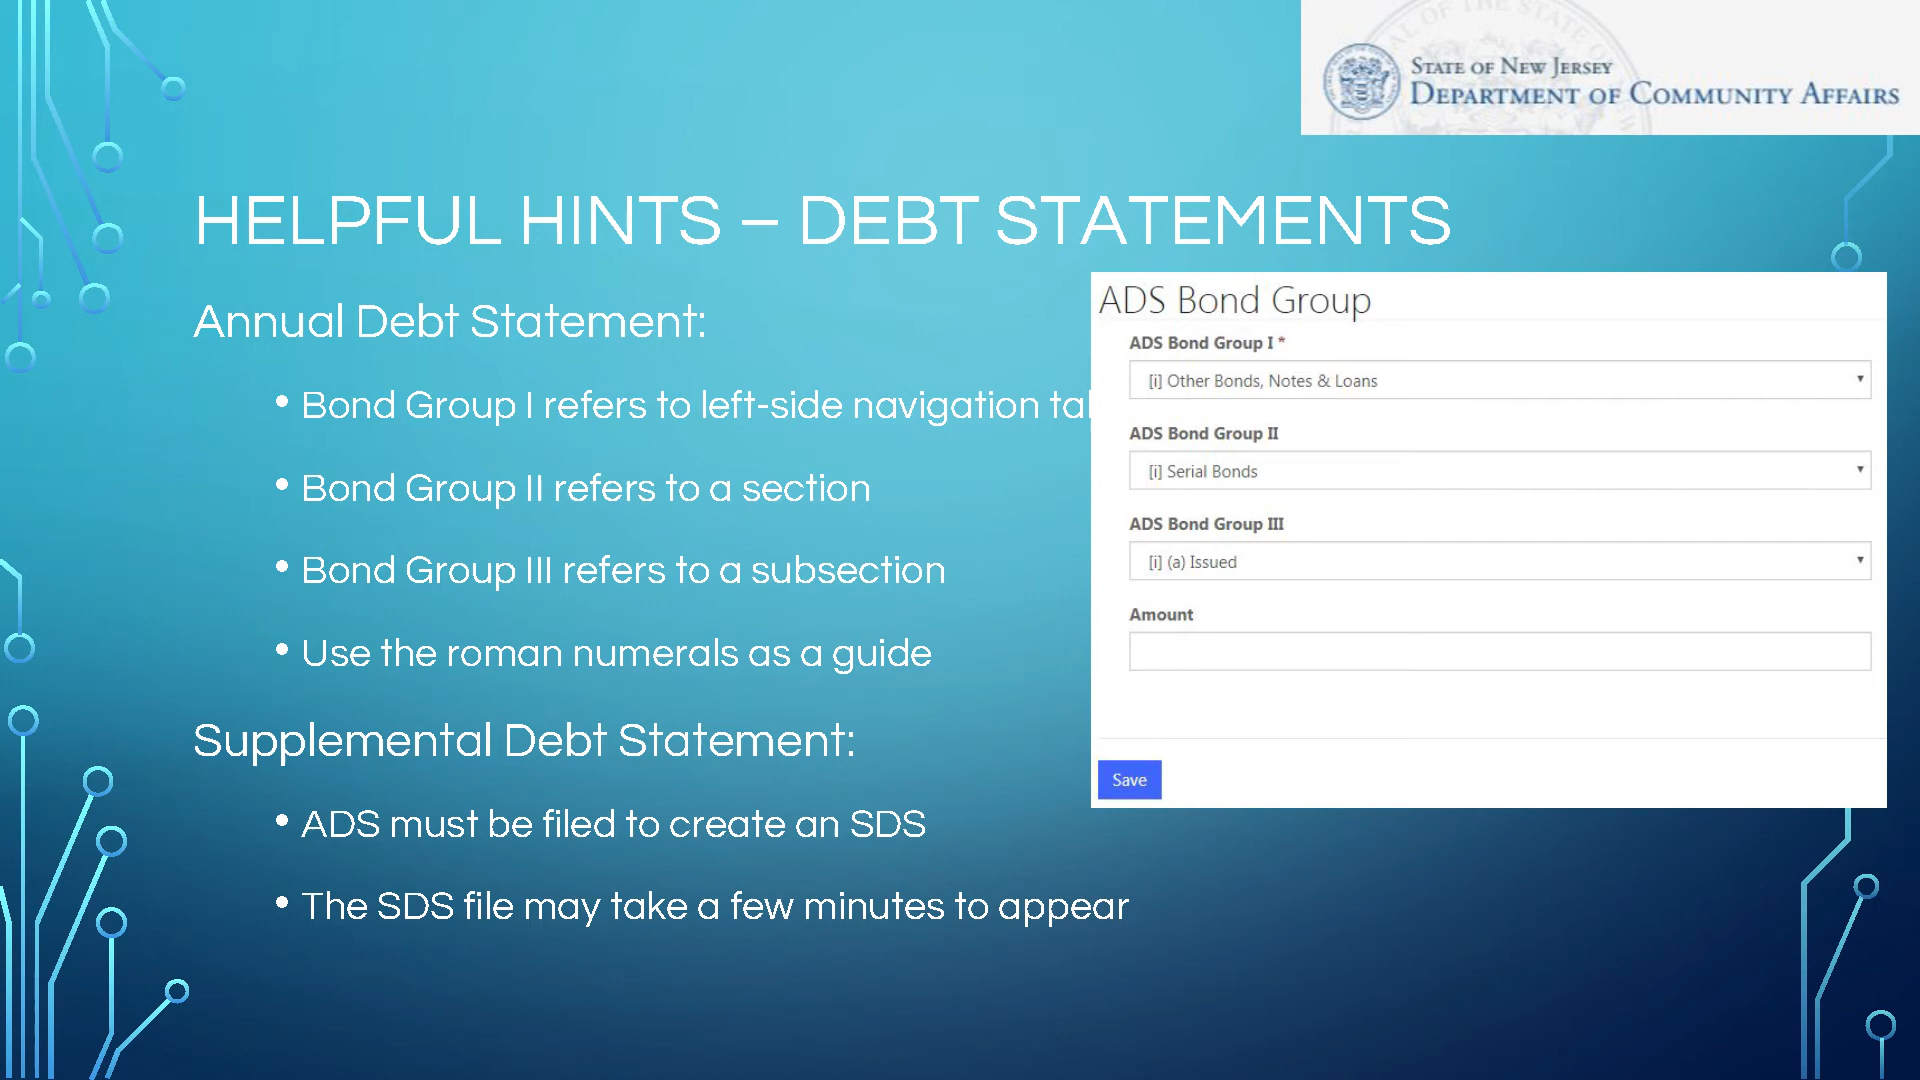 STATE OF NEW JERSEY
DEPARTMENT OF COMMUNITY AFFAIRS
HELPFUL HINTS – DEBT STATEMENTS
Annual Debt Statement:
• Bond Group I refers to left-side navigation
• Bond Group II refers to a section
• Bond Group III refers to a subsection
• Use the roman numerals as a guide
Supplemental Debt Statement:
• ADS must be filed to create an SDS
• The SDS file may take a few minutes to appear
ADS Bond Group
ADS Bond Group I *
[i] Other Bonds, Notes & Loans
ADS Bond Group II
[i] Serial Bonds
ADS Bond Group III
[i] (a) Issued
Amount
Save